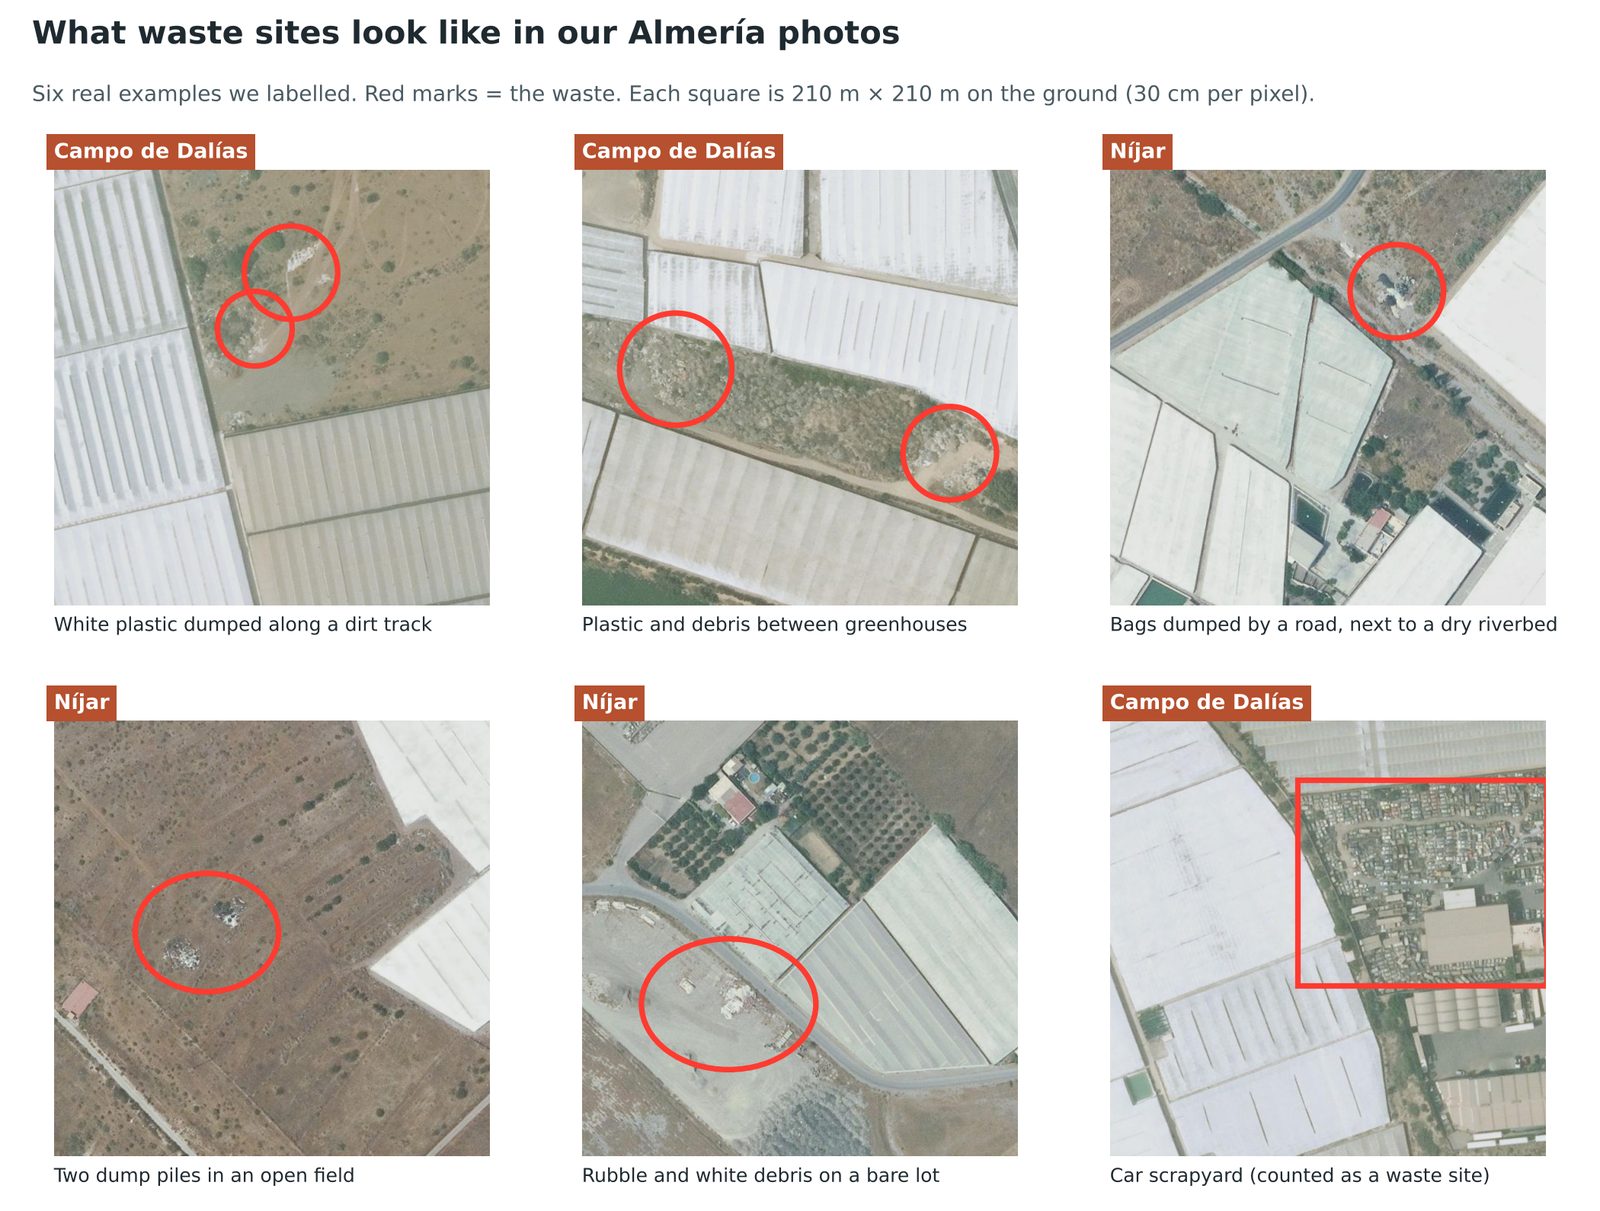 What waste sites look like in our Almería photos
Six real examples we labelled. Red marks = the waste. Each square is 210 m × 210 m on the ground (30 cm per pixel).
Campo de Dalías
Campo de Dalías
Níjar
White plastic dumped along a dirt track
Plastic and debris between greenhouses
Bags dumped by a road, next to a dry riverbed
Níjar
Níjar
Campo de Dalías
Two dump piles in an open field
Rubble and white debris on a bare lot
Car scrapyard (counted as a waste site)